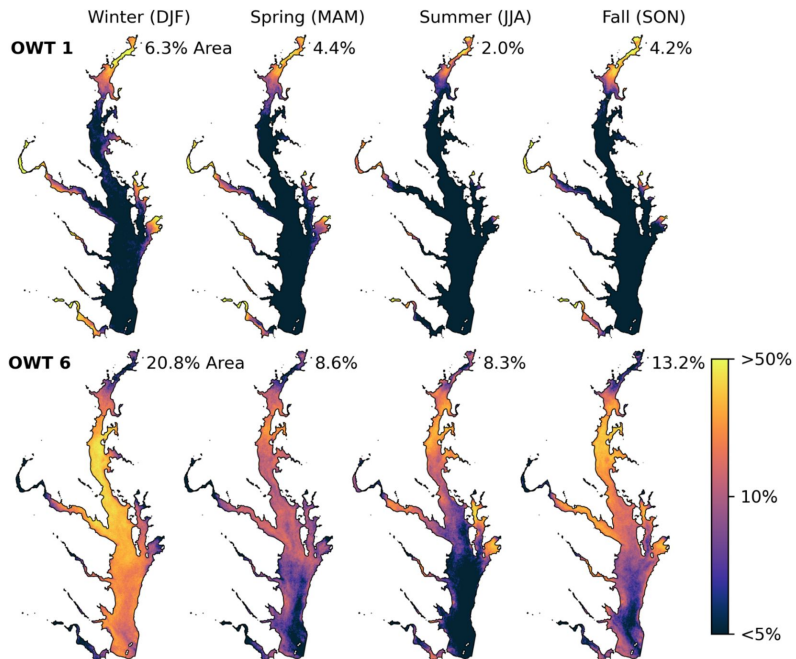 Winter (DJF) Spring (MAM) Summer (JJA) Fall (SON)
OWT 1 6.3% Area 4.4% 2.0% 4.2%
OWT 6 20.8% Area 8.6% 8.3% 13.2%
>50%
10%
<5%